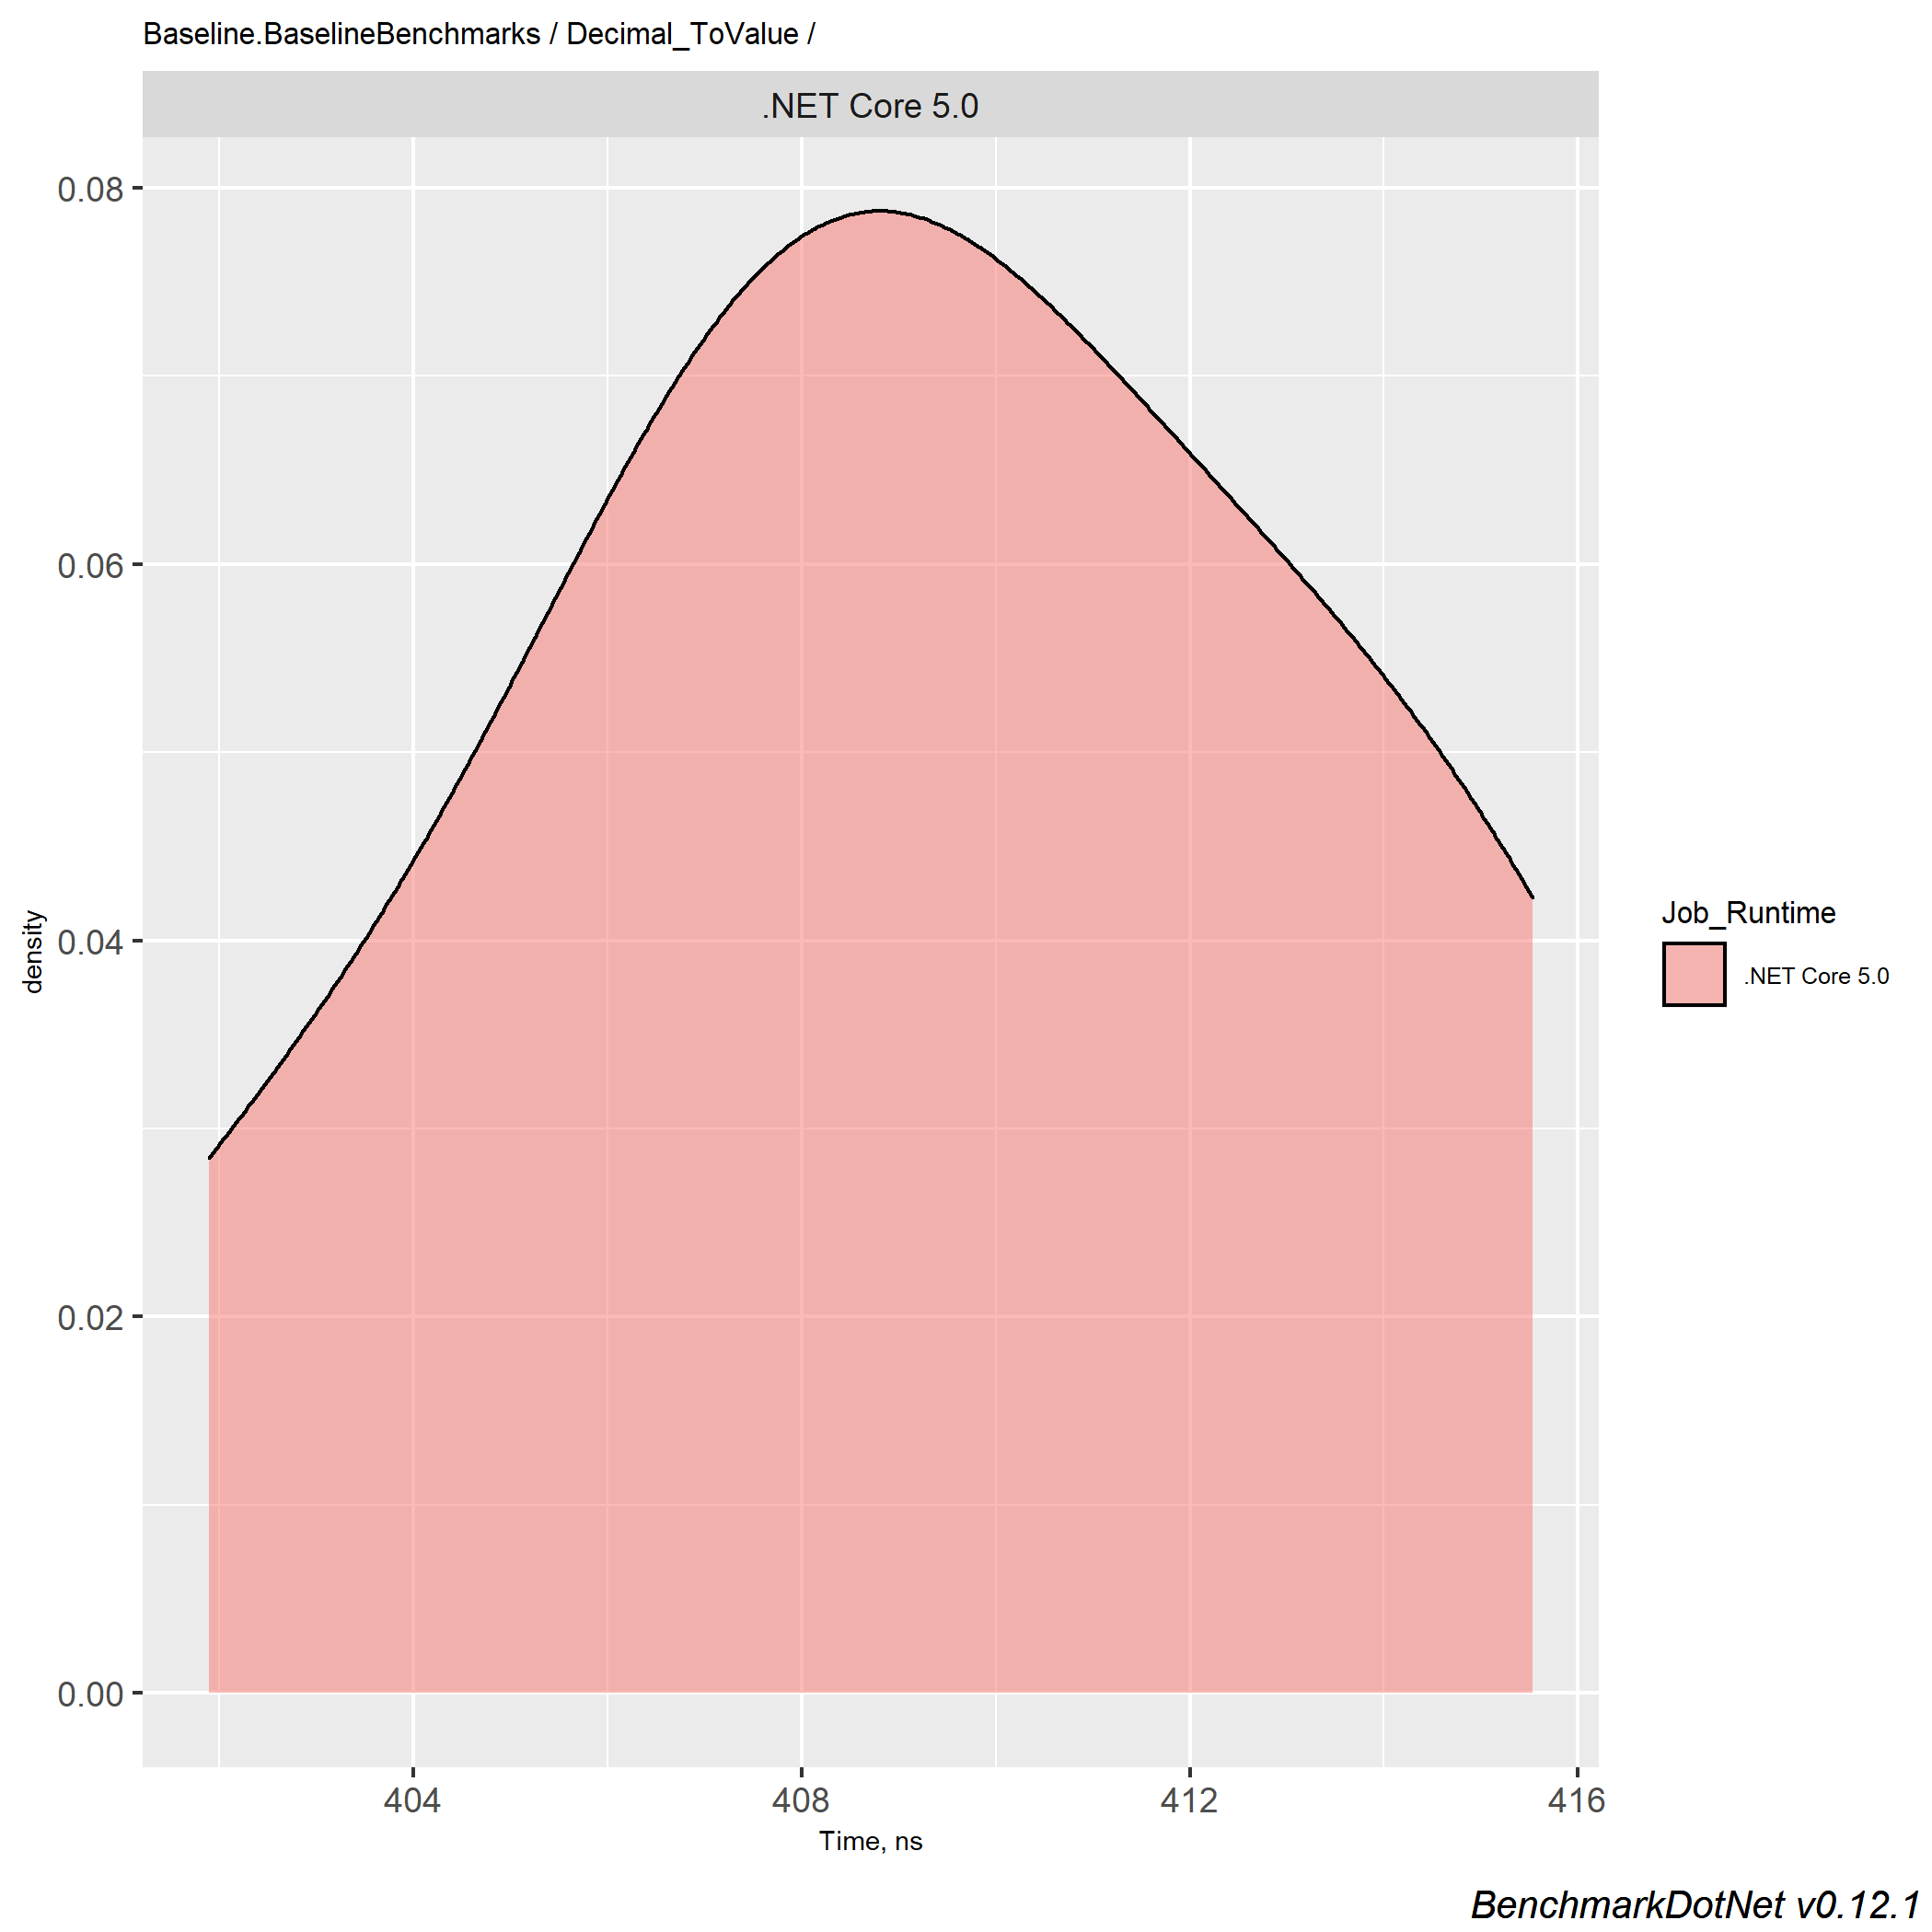 Baseline.BaselineBenchmarks / Decimal_ToValue /
.NET Core 5.0
0.08
0.06
0.04
0.02
0.00
density
404 408 412 416
Time, ns
Job_Runtime
.NET Core 5.0
BenchmarkDotNet v0.12.1